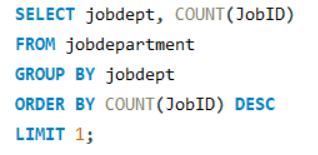 SELECT jobdept, COUNT(JobID)
FROM jobdepartment
GROUP BY jobdept
ORDER BY COUNT(JobID) DESC
LIMIT 1;